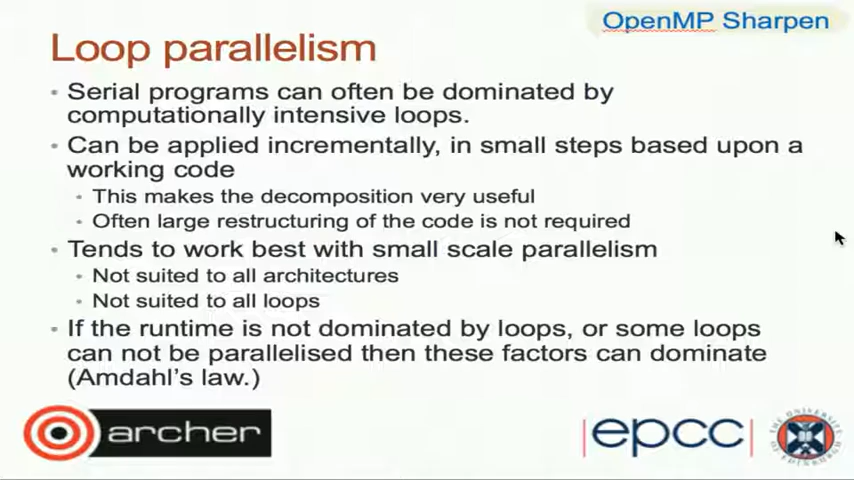 OpenMP Sharpen
Loop parallelism
• Serial programs can often be dominated by
computationally intensive loops.
• Can be applied incrementally, in small steps based upon a
working code
• This makes the decomposition very useful
• Often large restructuring of the code is not required
• Tends to work best with small scale parallelism
• Not suited to all architectures
• Not suited to all loops
• If the runtime is not dominated by loops, or some loops
can not be parallelised then these factors can dominate
(Amdahl's law.)
archer
|epcc|
THE UNIVERSITY
OF EDINBURGH